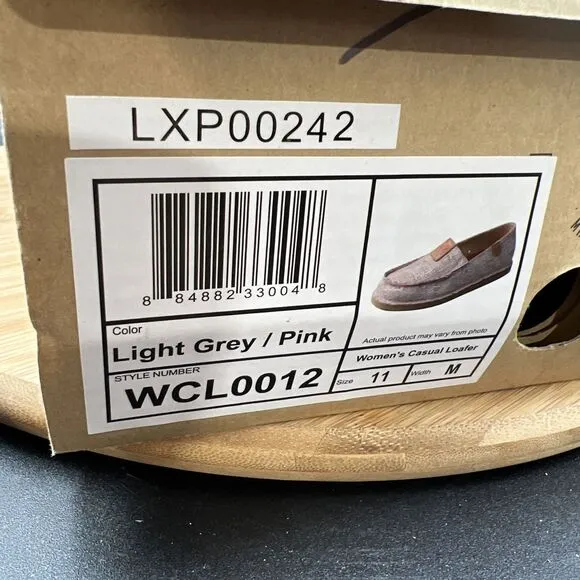 LXP00242
8 84882 33004 8
Color
Light Grey / Pink
STYLE NUMBER
WCL0012
Actual product may vary from photo
Women's Casual Loafer
Size 11 Width M